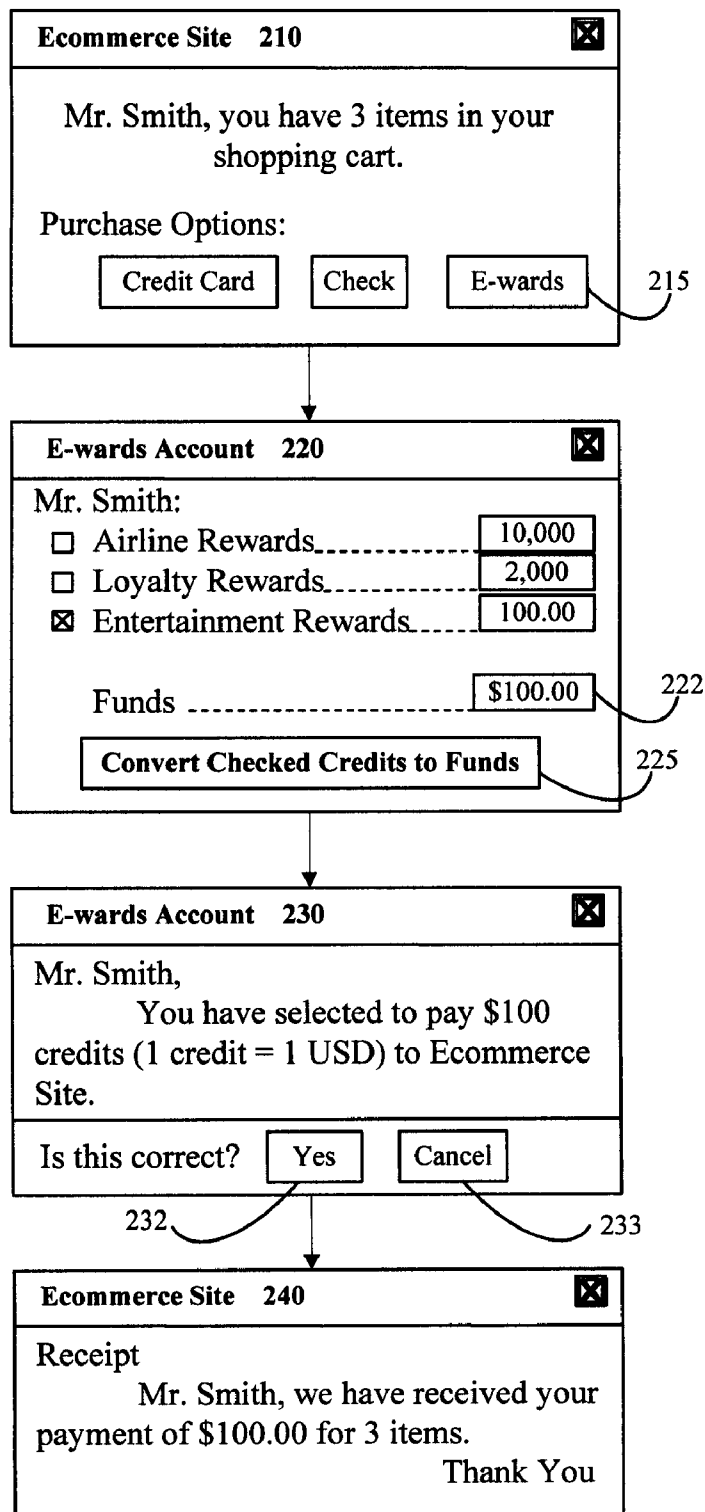 Ecommerce Site 210
Mr. Smith, you have 3 items in your
shopping cart.
Purchase Options:
Credit Card Check E-wards 215
E-wards Account 220
Mr. Smith:
Airline Rewards 10,000
Loyalty Rewards 2,000
Entertainment Rewards 100.00
Funds $100.00 222
Convert Checked Credits to Funds 225
E-wards Account 230
Mr. Smith,
You have selected to pay $100
credits (1 credit = 1 USD) to Ecommerce
Site.
Is this correct? Yes Cancel
232 233
Ecommerce Site 240
Receipt
Mr. Smith, we have received your
payment of $100.00 for 3 items.
Thank You